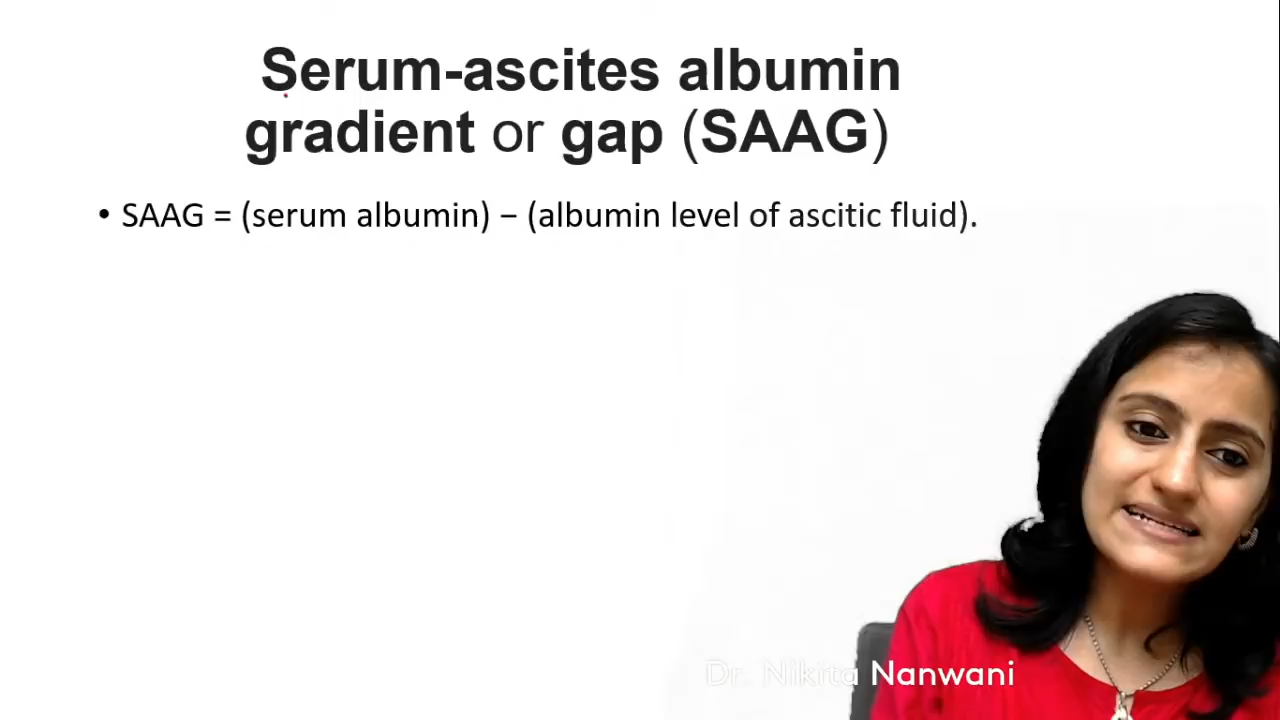 Serum-ascites albumin
gradient or gap (SAAG)
• SAAG = (serum albumin) − (albumin level of ascitic fluid).
Dr. Nikita Nanwani